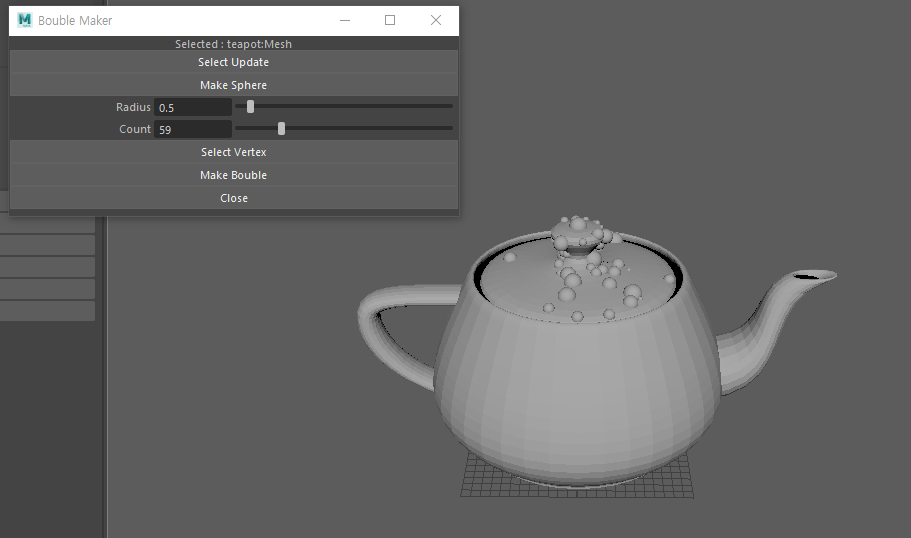 Bouble Maker
Selected : teapot:Mesh
Select Update
Make Sphere
Radius 0.5
Count 59
Select Vertex
Make Bouble
Close